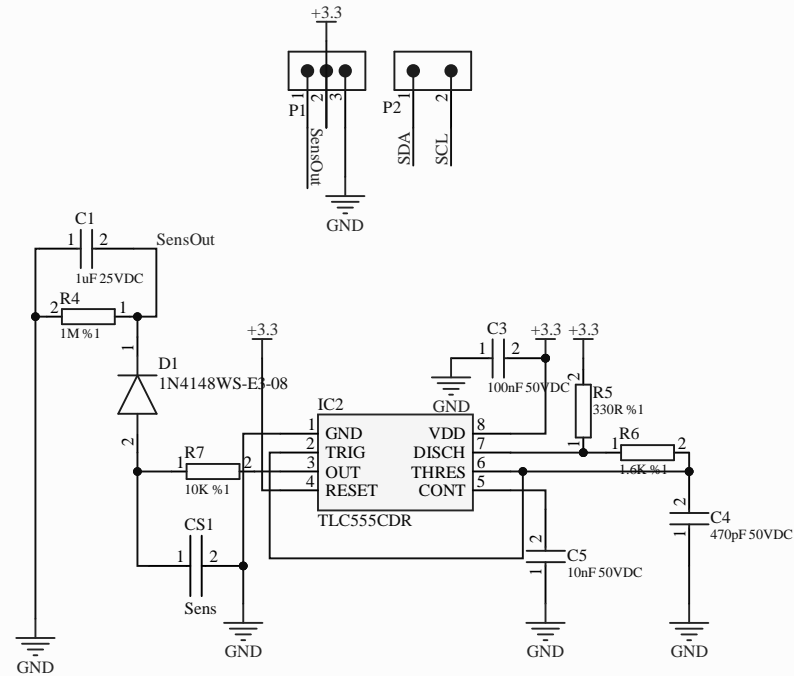 +3.3
1
2
3
P1
SensOut
GND
P2
1
2
SDA
SCL
C1
1
2
SensOut
1uF 25VDC
R4
2
1
1M %1
1
D1
1N4148WS-E3-08
2
R7
1
2
10K %1
CS1
1
2
Sens
GND
GND
+3.3
IC2
1
GND
2
TRIG
3
OUT
4
RESET
VDD
8
DISCH
7
THRES
6
CONT
5
TLC555CDR
C3
1
2
100nF 50VDC
GND
+3.3
+3.3
2
R5
330R %1
1
R6
1
2
1.6K %1
2
C4
470pF 50VDC
1
GND
2
C5
10nF 50VDC
1
GND